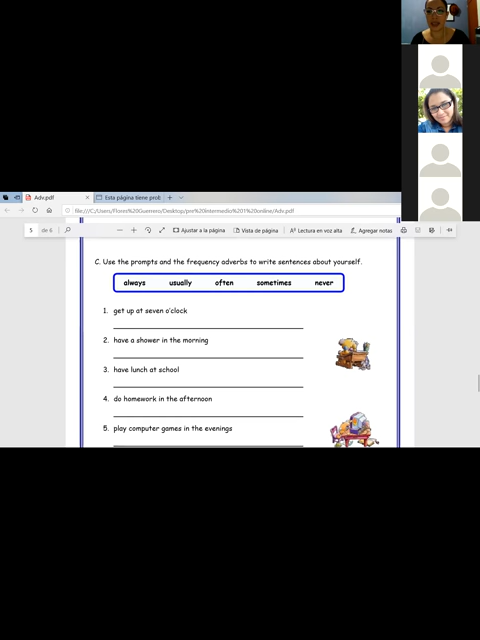 Adv.pdf
Esta página tiene prob
file:///C:/Users/Flores%20Guerrero/Desktop/pre%20intermedio%201%20online/Adv.pdf
5 de 6 Ajustar a la página Vista de página Lectura en voz alta Agregar notas
C. Use the prompts and the frequency adverbs to write sentences about yourself.
always usually often sometimes never
1. get up at seven o'clock
2. have a shower in the morning
3. have lunch at school
4. do homework in the afternoon
5. play computer games in the evenings